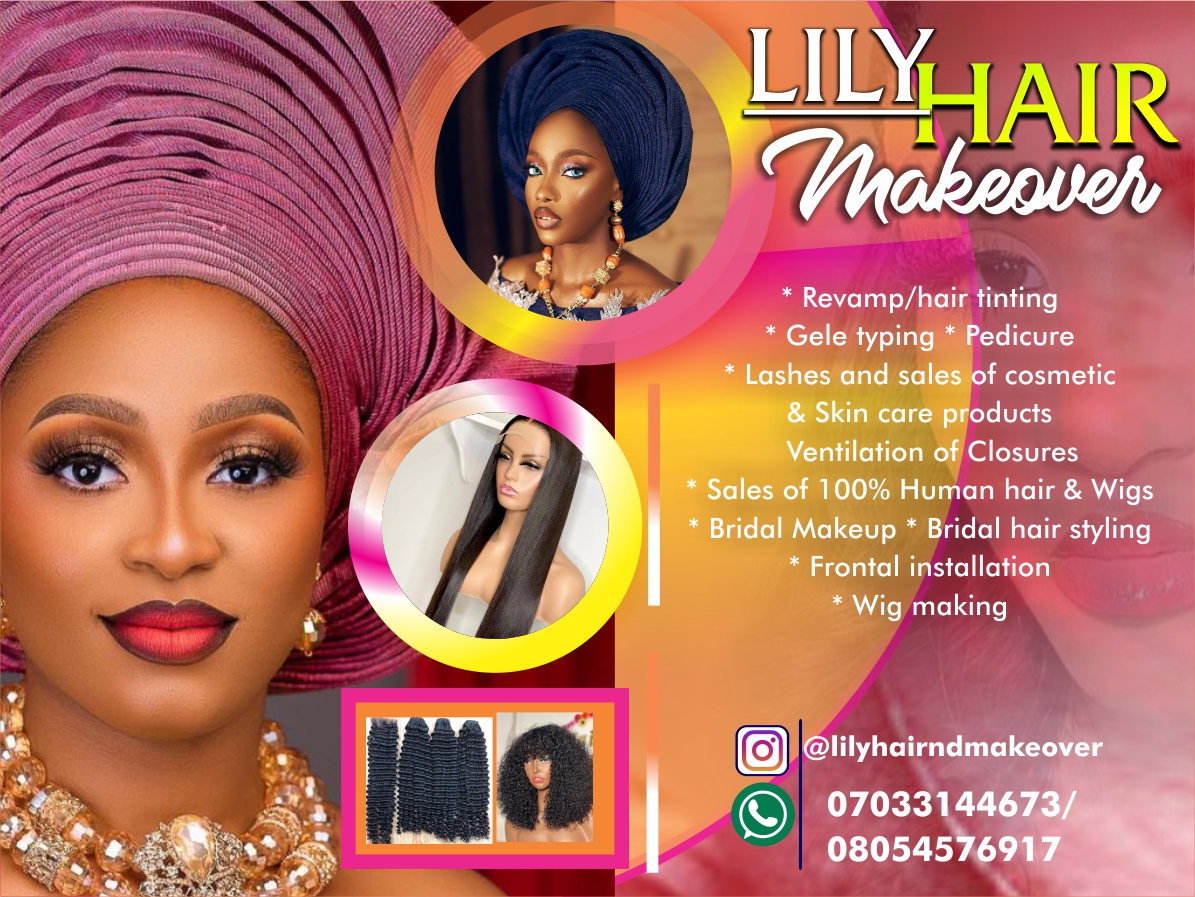 LILY HAIR
Makeover
* Revamp/hair tinting
* Gele typing * Pedicure
* Lashes and sales of cosmetic
& Skin care products
Ventilation of Closures
* Sales of 100% Human hair & Wigs
* Bridal Makeup * Bridal hair styling
* Frontal installation
* Wig making
@lilyhairndmakeover
07033144673/
08054576917